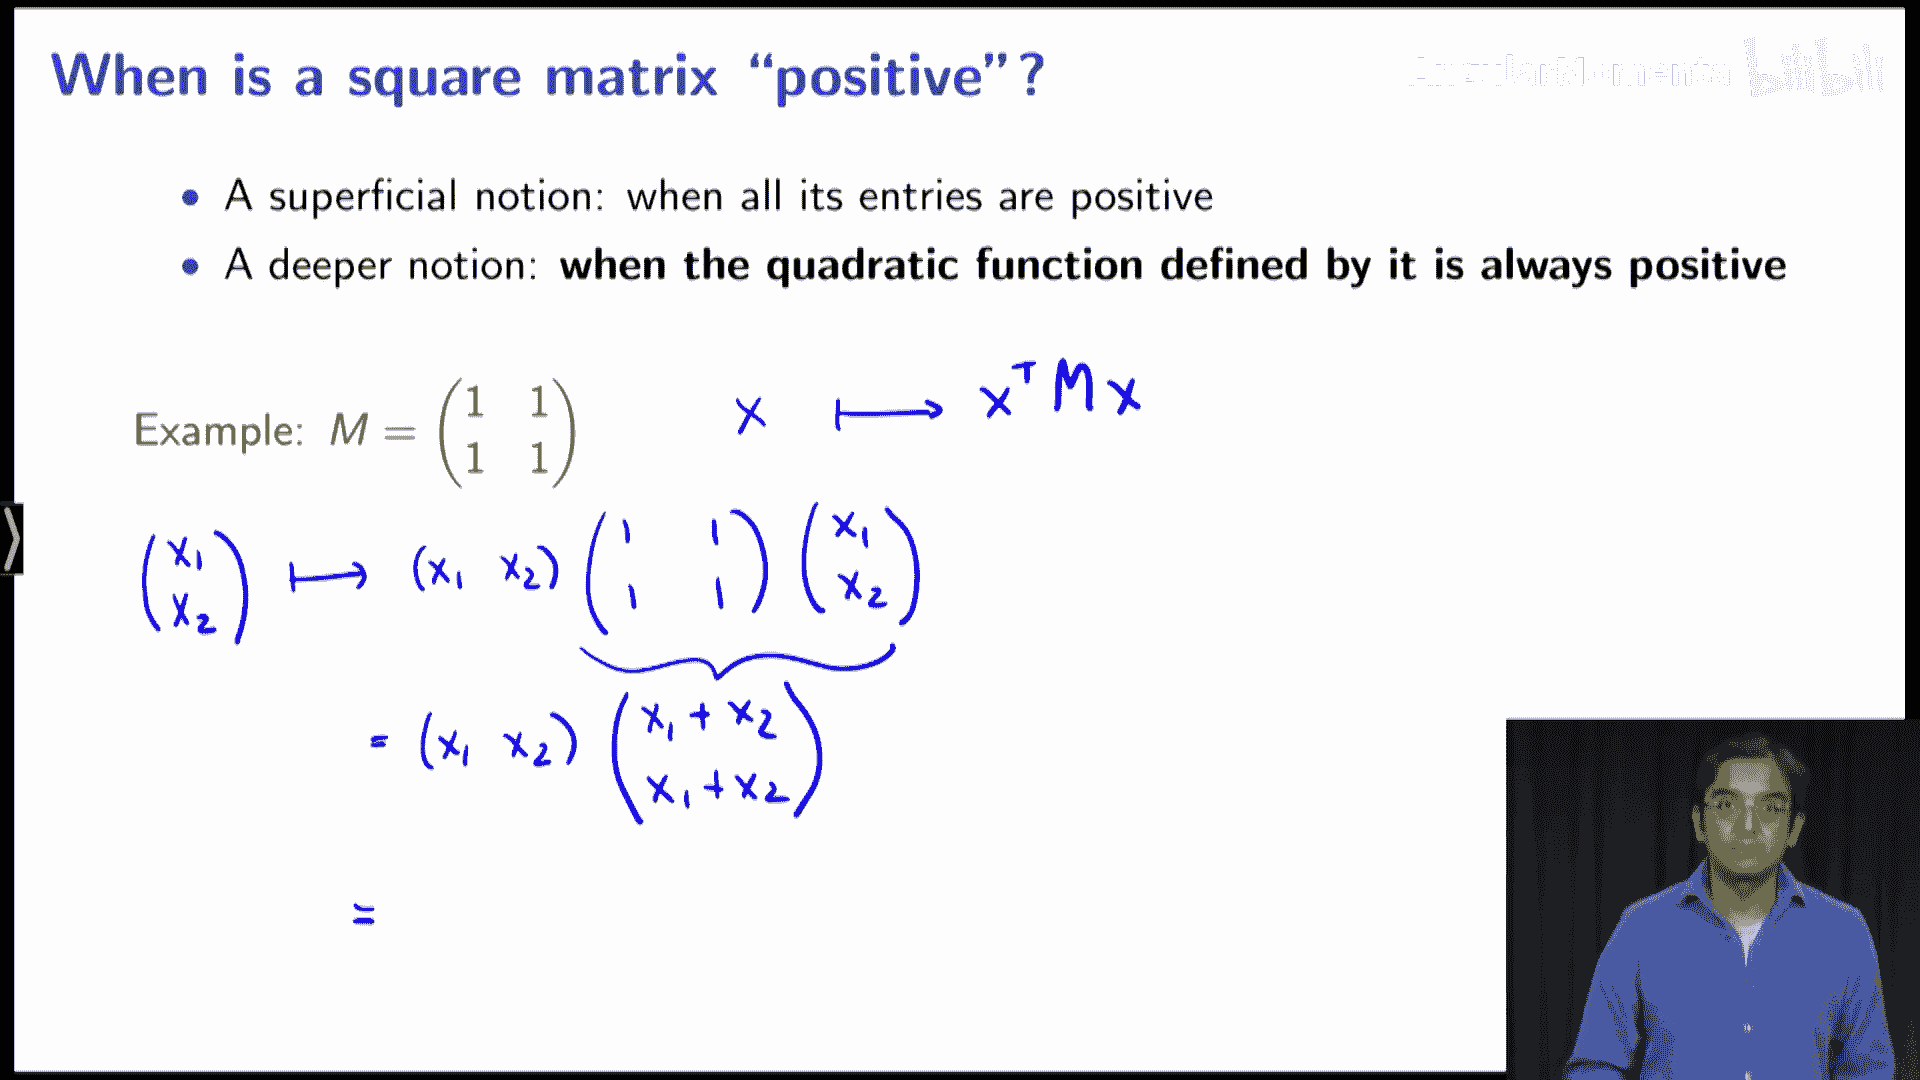 When is a square matrix “positive”?
bilibili
• A superficial notion: when all its entries are positive
• A deeper notion: when the quadratic function defined by it is always positive
Example: M = (1 1; 1 1)
x ⟼ xᵀ M x
(x₁; x₂) ⟼ (x₁ x₂) (1 1; 1 1) (x₁; x₂)
= (x₁ x₂) (x₁ + x₂; x₁ + x₂)
=